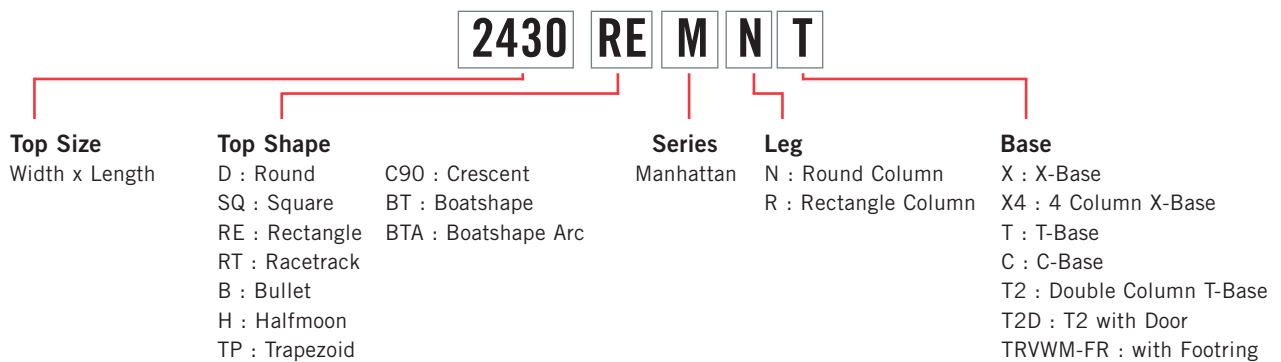 2430 RE M N T
Top Size
Width x Length
Top Shape
D : Round
SQ : Square
RE : Rectangle
RT : Racetrack
B : Bullet
H : Halfmoon
TP : Trapezoid
C90 : Crescent
BT : Boatshape
BTA : Boatshape Arc
Series
Manhattan
Leg
N : Round Column
R : Rectangle Column
Base
X : X-Base
X4 : 4 Column X-Base
T : T-Base
C : C-Base
T2 : Double Column T-Base
T2D : T2 with Door
TRVWM-FR : with Footring